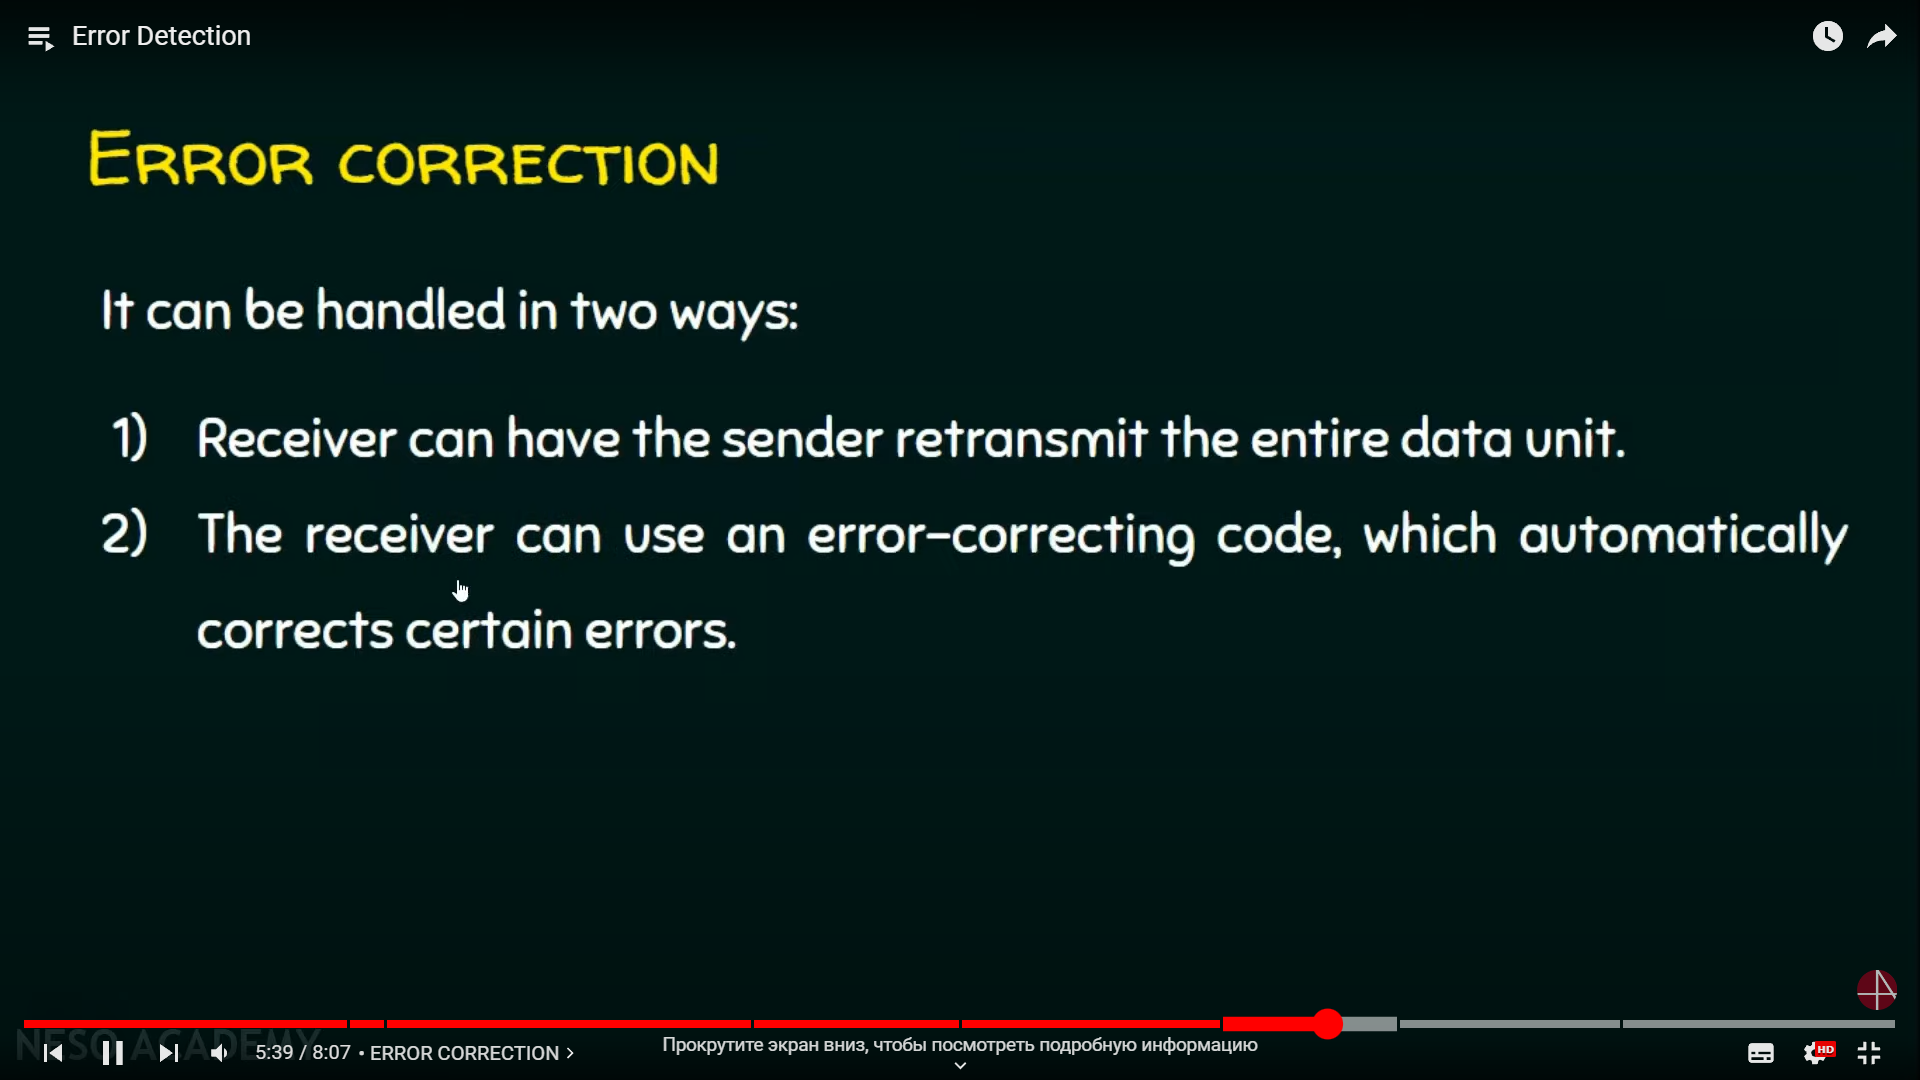 Error Detection
ERROR CORRECTION
It can be handled in two ways:
1) Receiver can have the sender retransmit the entire data unit.
2) The receiver can use an error-correcting code, which automatically
corrects certain errors.
NESO ACADEMY
5:39 / 8:07 • ERROR CORRECTION >
Прокрутите экран вниз, чтобы посмотреть подробную информацию
HD